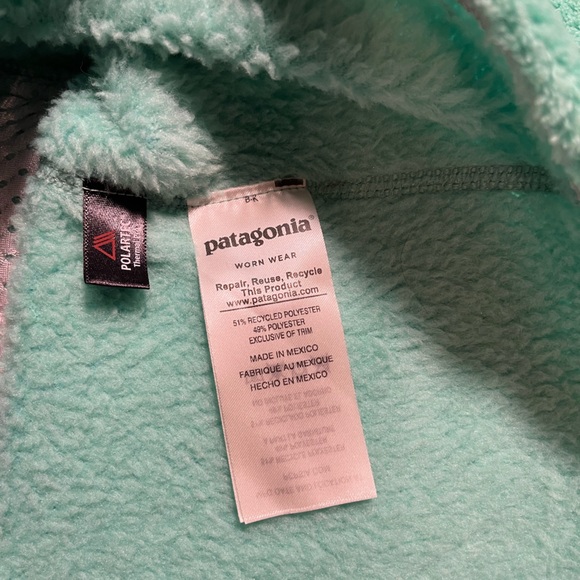 B-K
patagonia®
WORN WEAR
Repair, Reuse, Recycle
This Product
www.patagonia.com
51% RECYCLED POLYESTER
49% POLYESTER
EXCLUSIVE OF TRIM
MADE IN MEXICO
FABRIQUÉ AU MEXIQUE
HECHO EN MEXICO
POLARTEC
Thermal